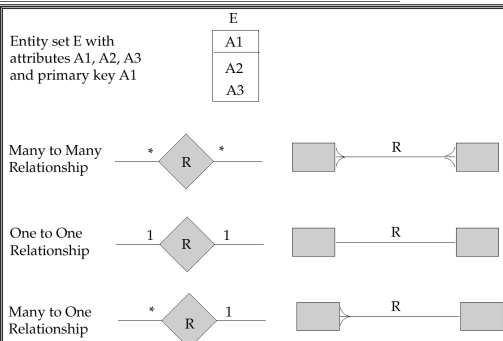 E
Entity set E with
attributes A1, A2, A3
and primary key A1
A1
A2
A3
Many to Many
Relationship
* R *
R
One to One
Relationship
1 R 1
R
Many to One
Relationship
* R 1
R